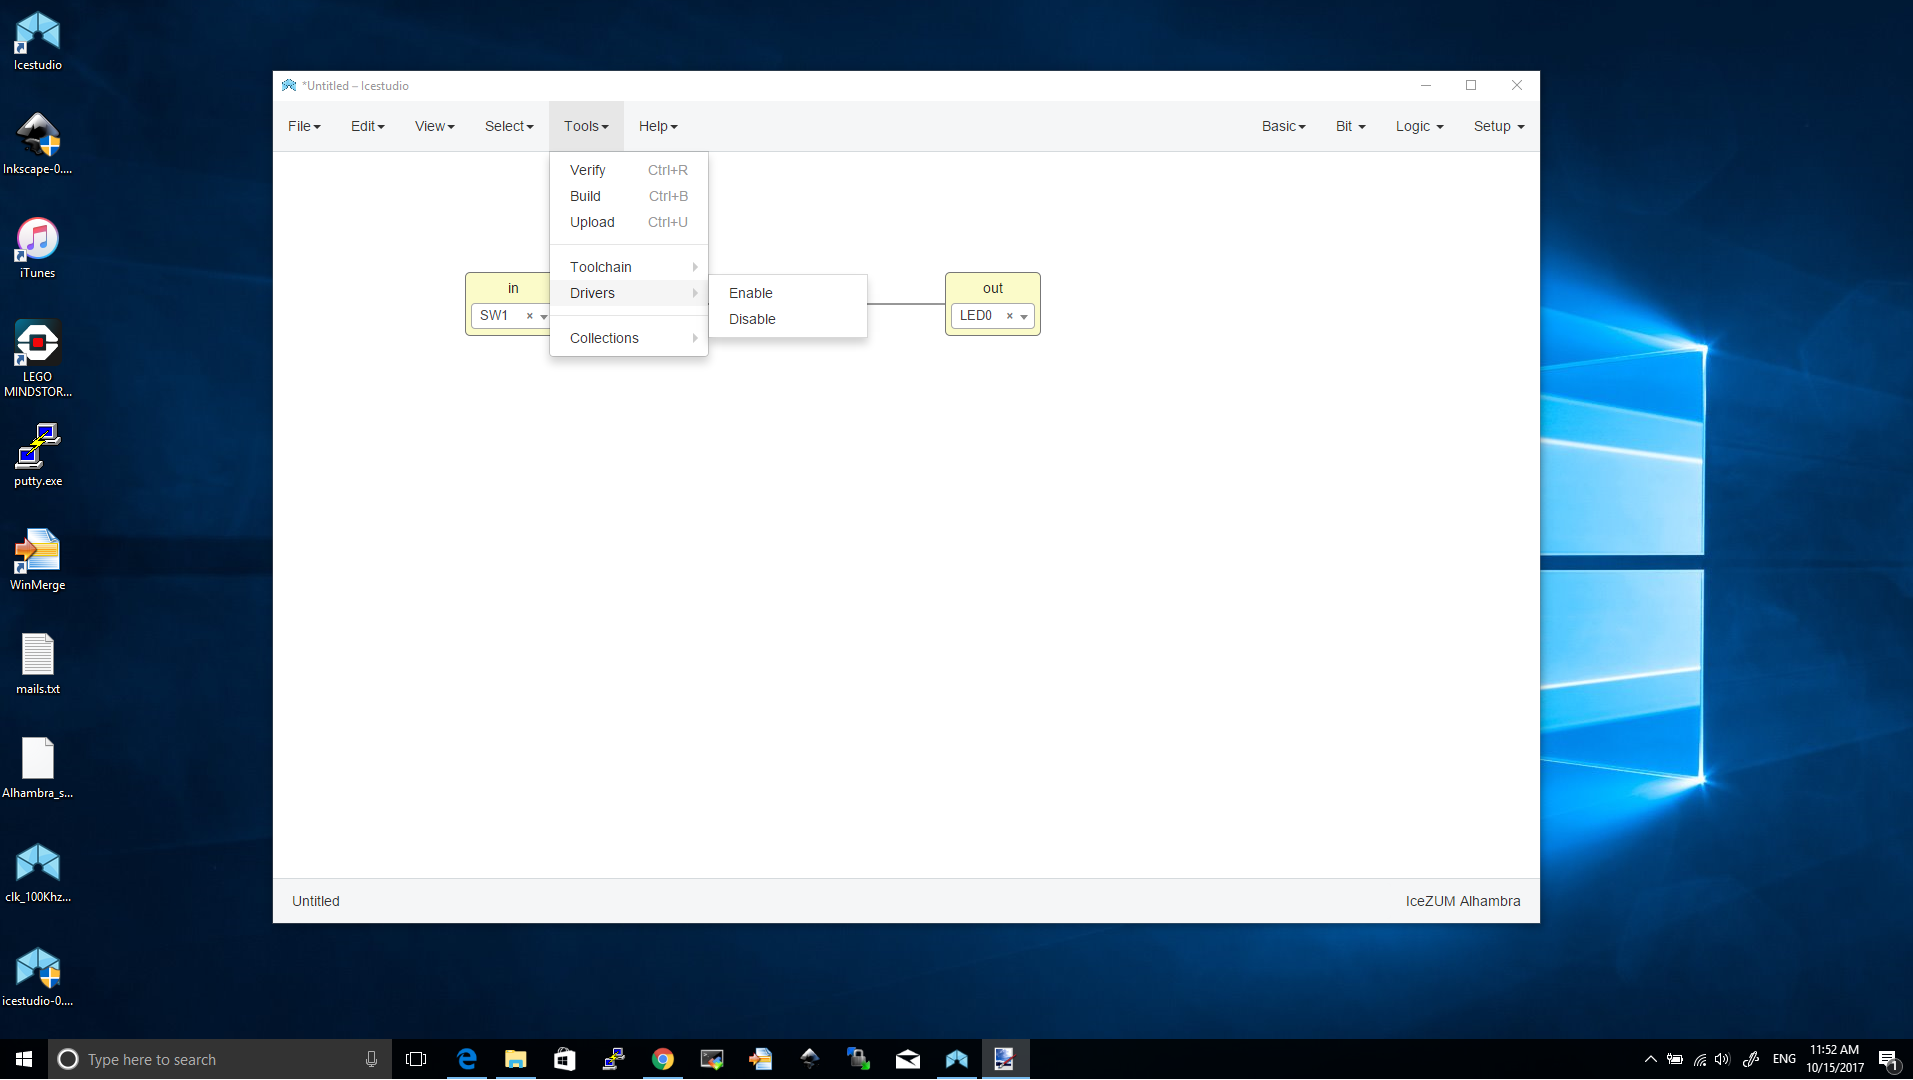 Icestudio
Inkscape-0....
iTunes
LEGO
MINDSTOR...
putty.exe
WinMerge
mails.txt
Alhambra_s...
clk_100Khz...
icestudio-0....
*Untitled – Icestudio
File Edit View Select Tools Help Basic Bit Logic Setup
Verify Ctrl+R
Build Ctrl+B
Upload Ctrl+U
Toolchain
Drivers
Collections
Enable
Disable
in
SW1 ×
out
LED0 ×
Untitled
IceZUM Alhambra
Type here to search
ENG
11:52 AM
10/15/2017
1